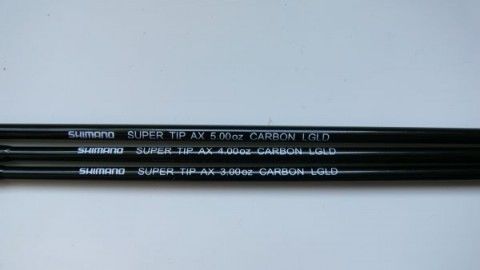 SHIMANO SUPER TIP AX 5.00oz CARBON LGLD
SHIMANO SUPER TIP AX 4.00oz CARBON LGLD
SHIMANO SUPER TIP AX 3.00oz CARBON LGLD